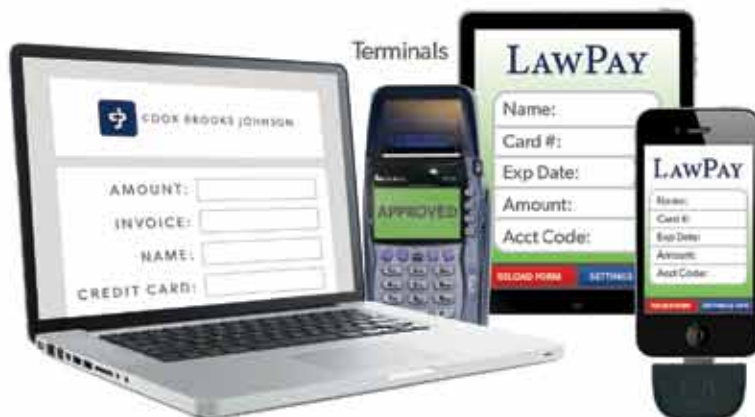 COOK BROOKS JOHNSON
AMOUNT:
INVOICE:
NAME:
CREDIT CARD:
Terminals
APPROVED
LAWPAY
Name:
Card #:
Exp Date:
Amount:
Acct Code:
RELOAD FORM
SETTINGS
LAWPAY
Name:
Card #:
Exp Date:
Amount:
Acct Code: